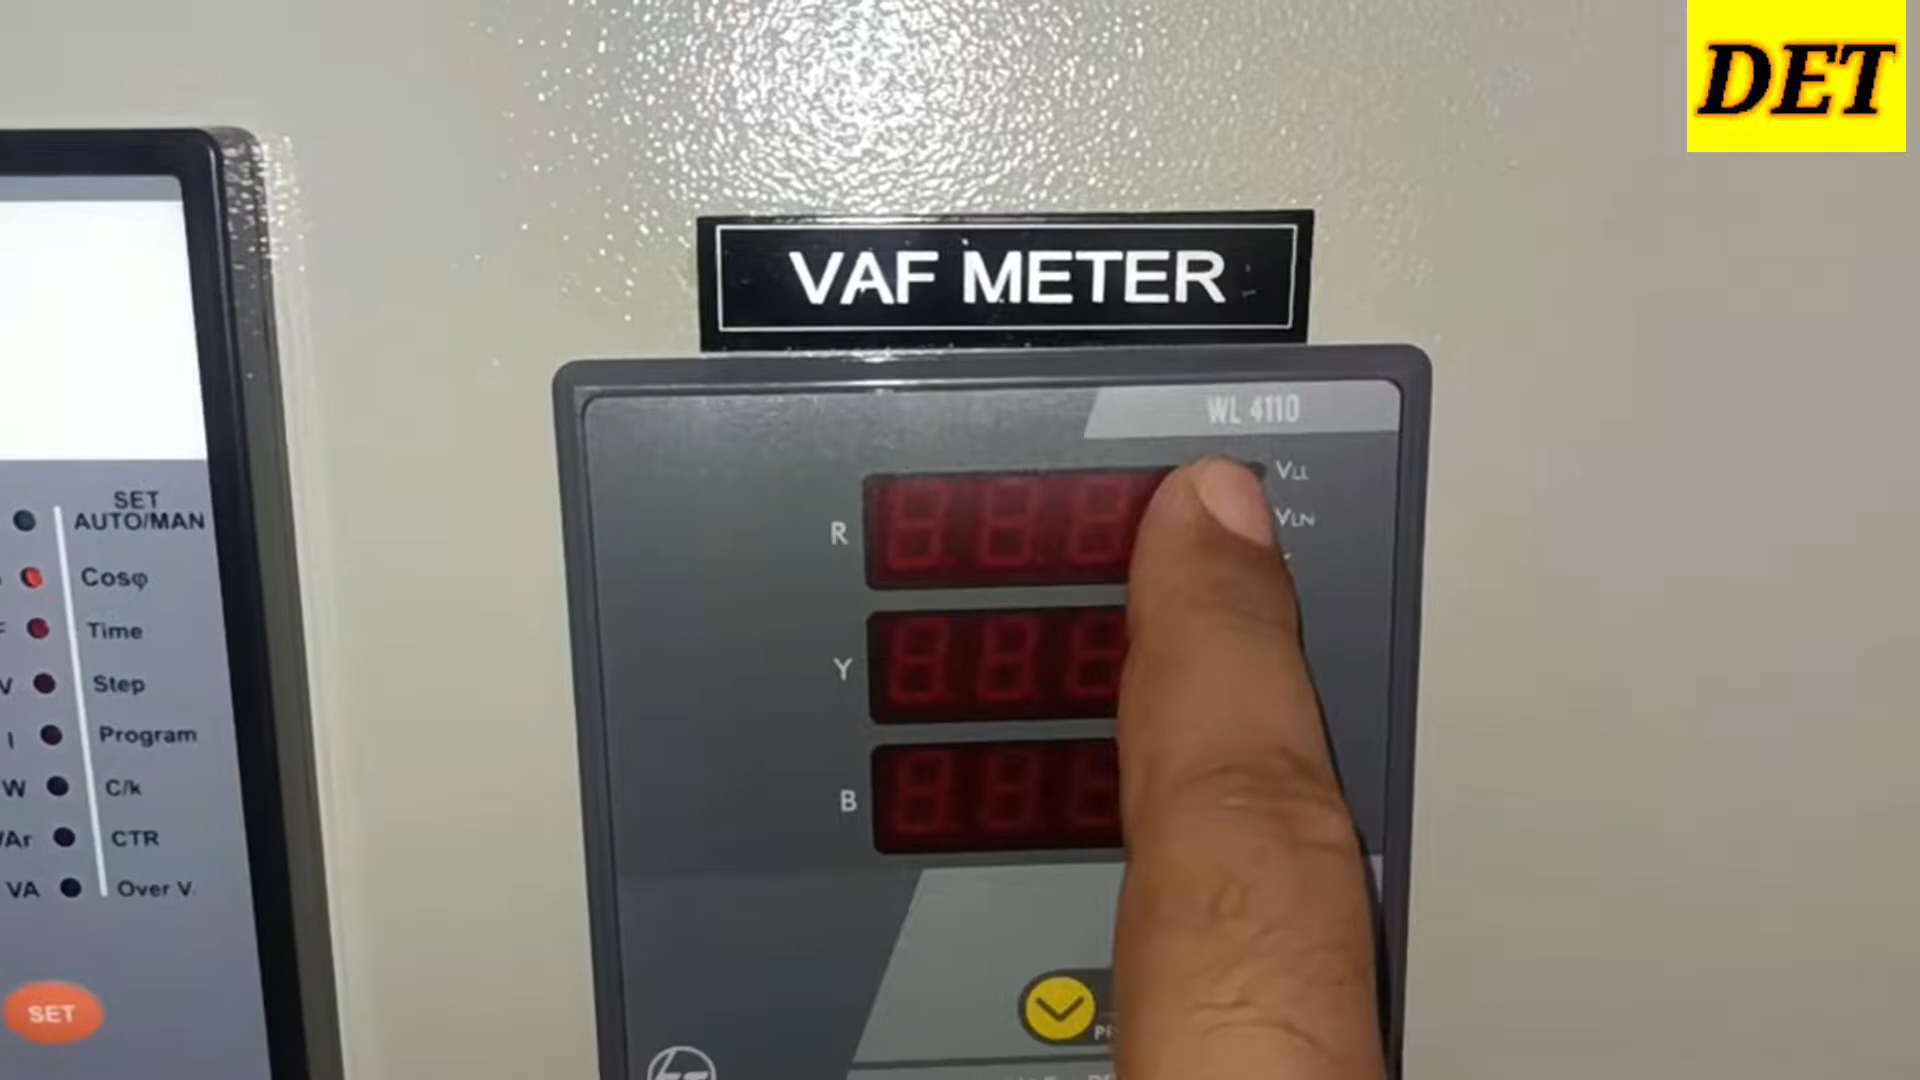 DET
VAF METER
WL 4110
VLL
VLN
R
Y
B
SET
AUTO/MAN
Cosφ
Time
V Step
I Program
W C/k
CTR
VA Over V.
SET